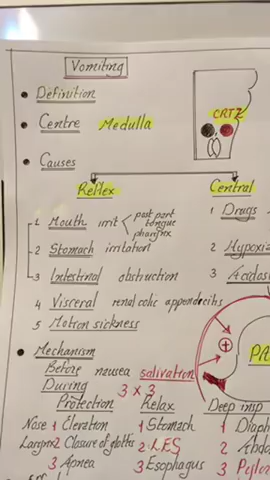 Vomiting
Definition
CRTZ
Centre Medulla
Causes
Reflex Central
1 Mouth irrit < post part
tongue
pharynx
1 Drugs
2 Stomach irritation 2 Hypoxia
3 Intestinal obstruction 3 Acidos
4 Visceral renal colic appendicitis
5 Motion sickness
Mechanism
Before nausea salivation
During 3 x 3
Protection Relax Deep insp
Nose 1 Elevation 1 Stomach 1 Diaph
Larynx 2 Closure of glottis 2 LES 2 Abdo
3 Apnea 3 Esophagus 3 Pylor